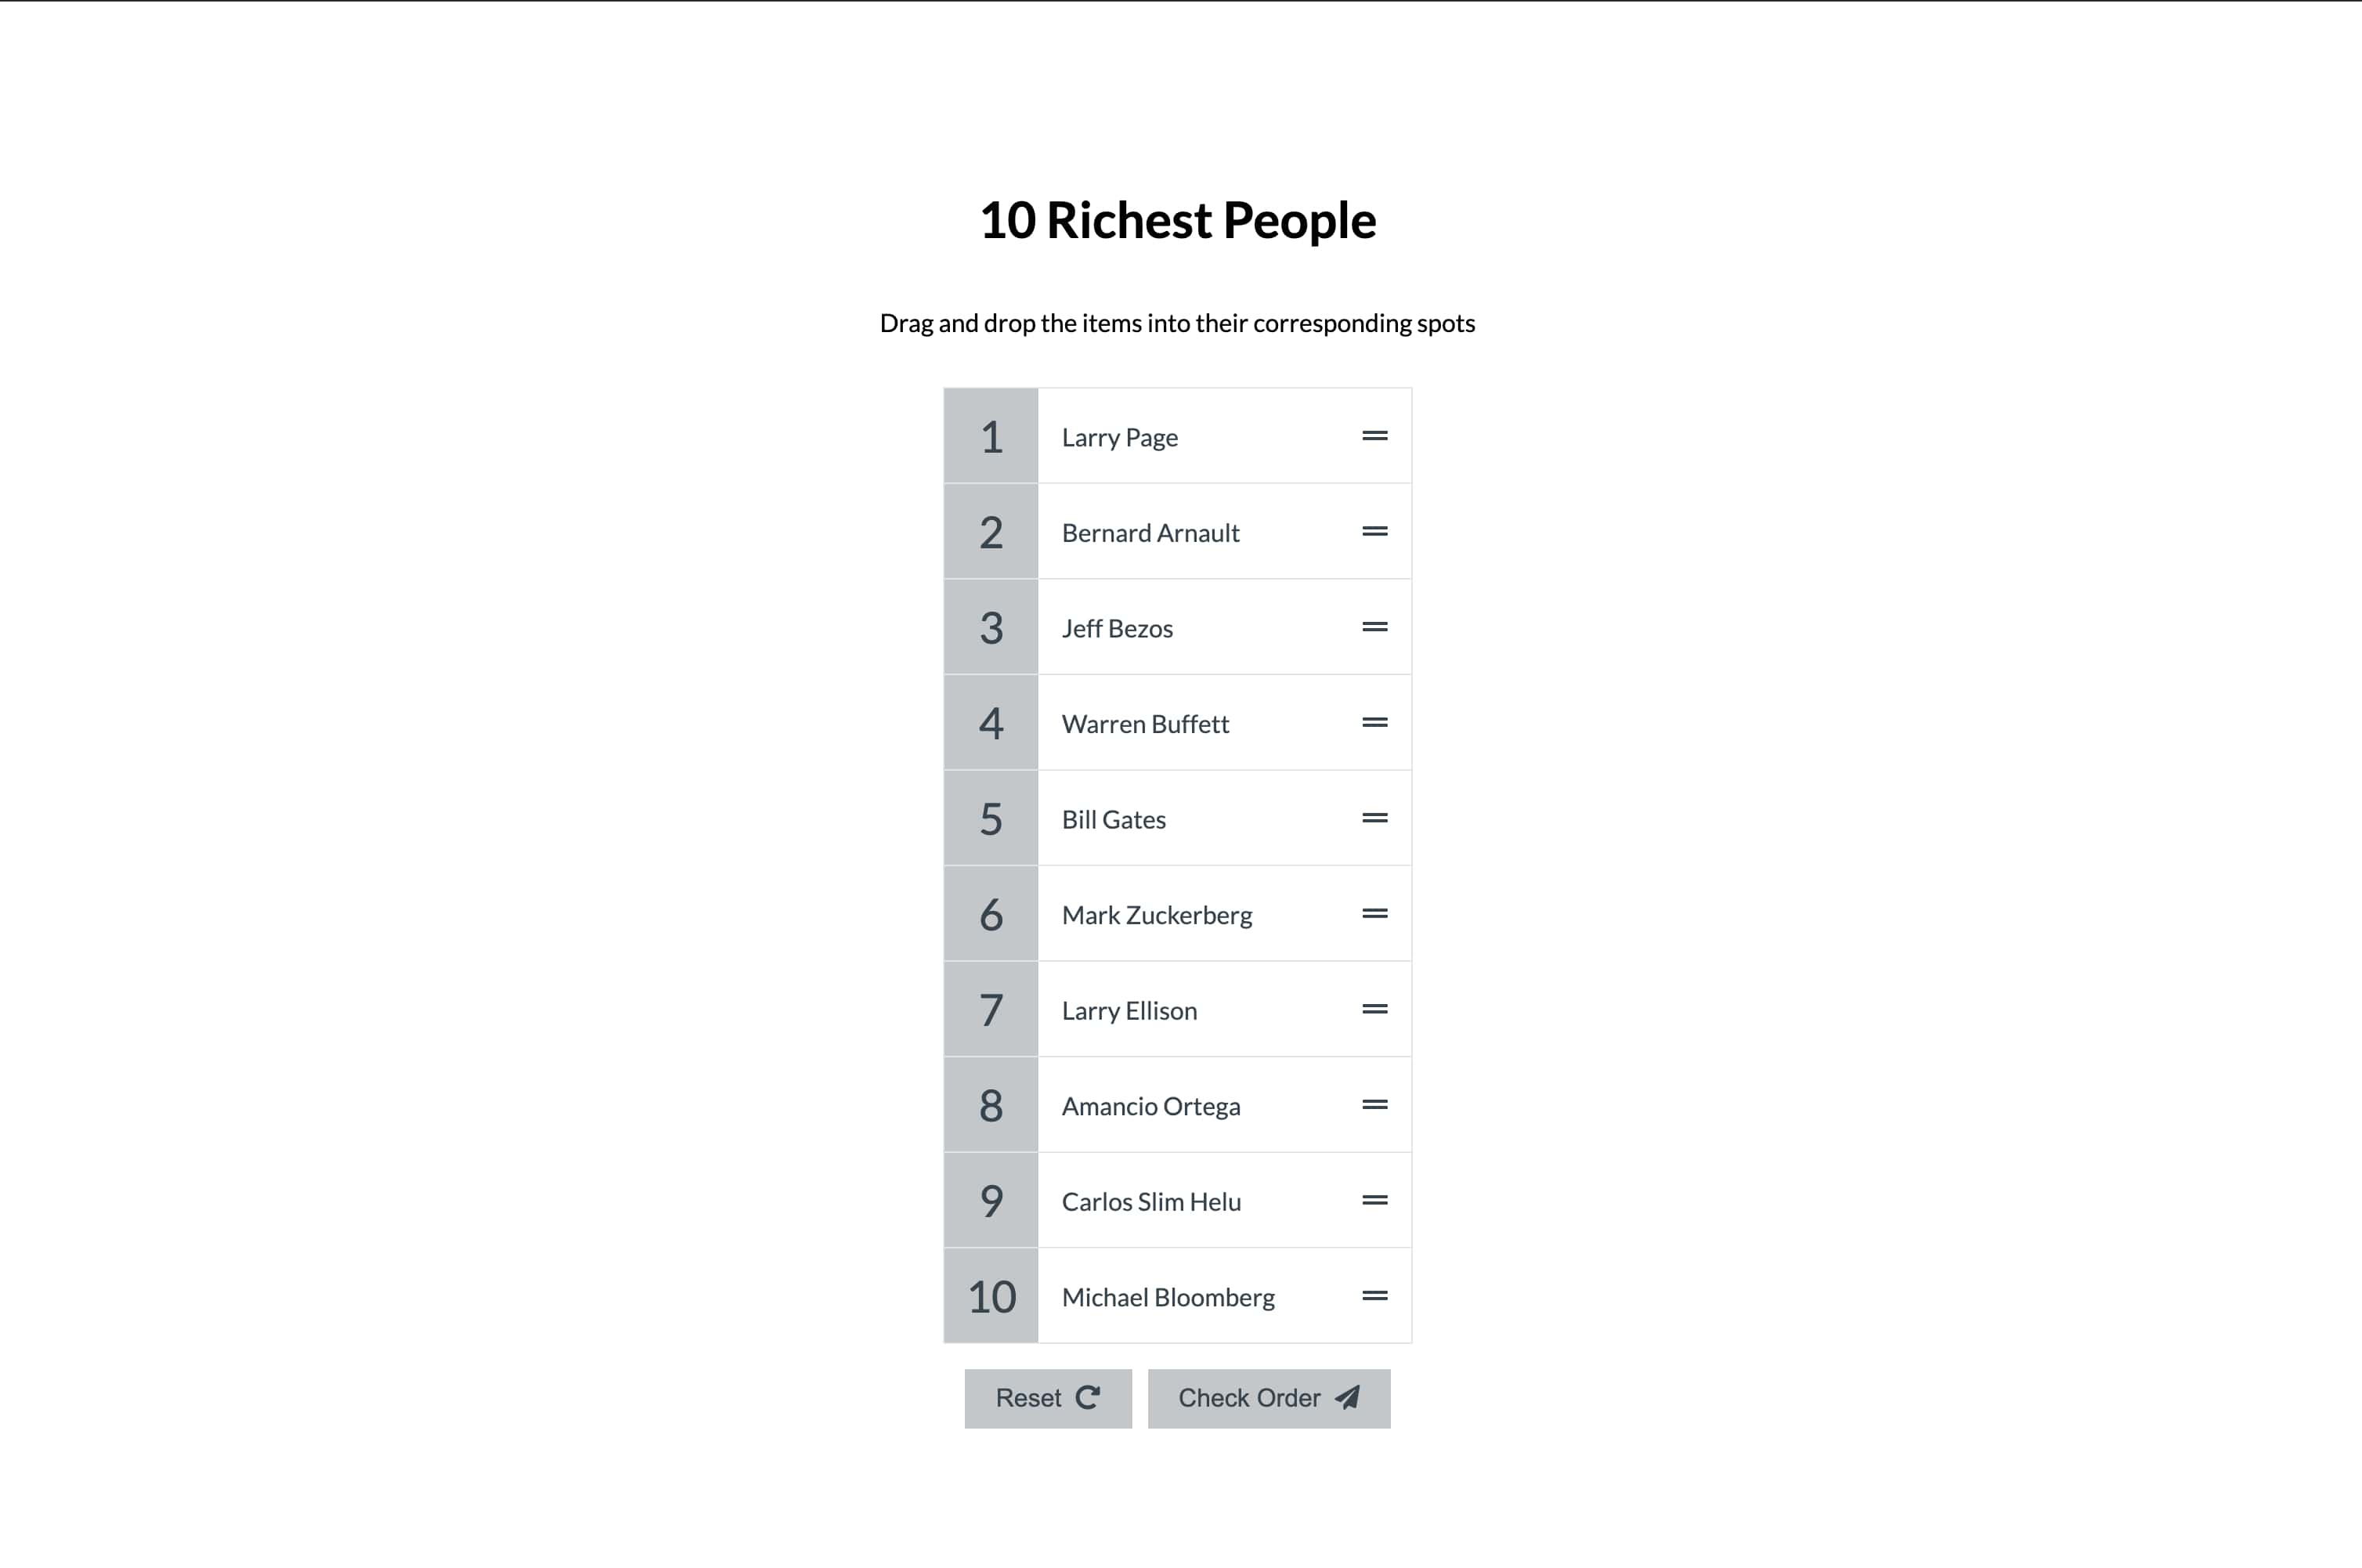 10 Richest People
Drag and drop the items into their corresponding spots
1 Larry Page
2 Bernard Arnault
3 Jeff Bezos
4 Warren Buffett
5 Bill Gates
6 Mark Zuckerberg
7 Larry Ellison
8 Amancio Ortega
9 Carlos Slim Helu
10 Michael Bloomberg
Reset Check Order